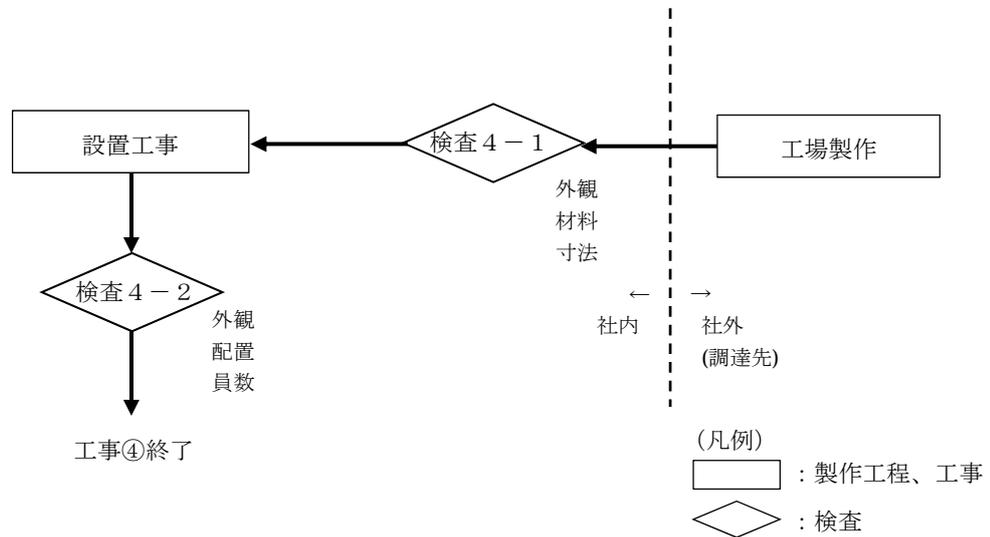 設置工事
検査４－１
工場製作
外観
材料
寸法
検査４－２
外観
配置
員数
← →
社内 社外
(調達先)
工事④終了
（凡例）
：製作工程、工事
：検査